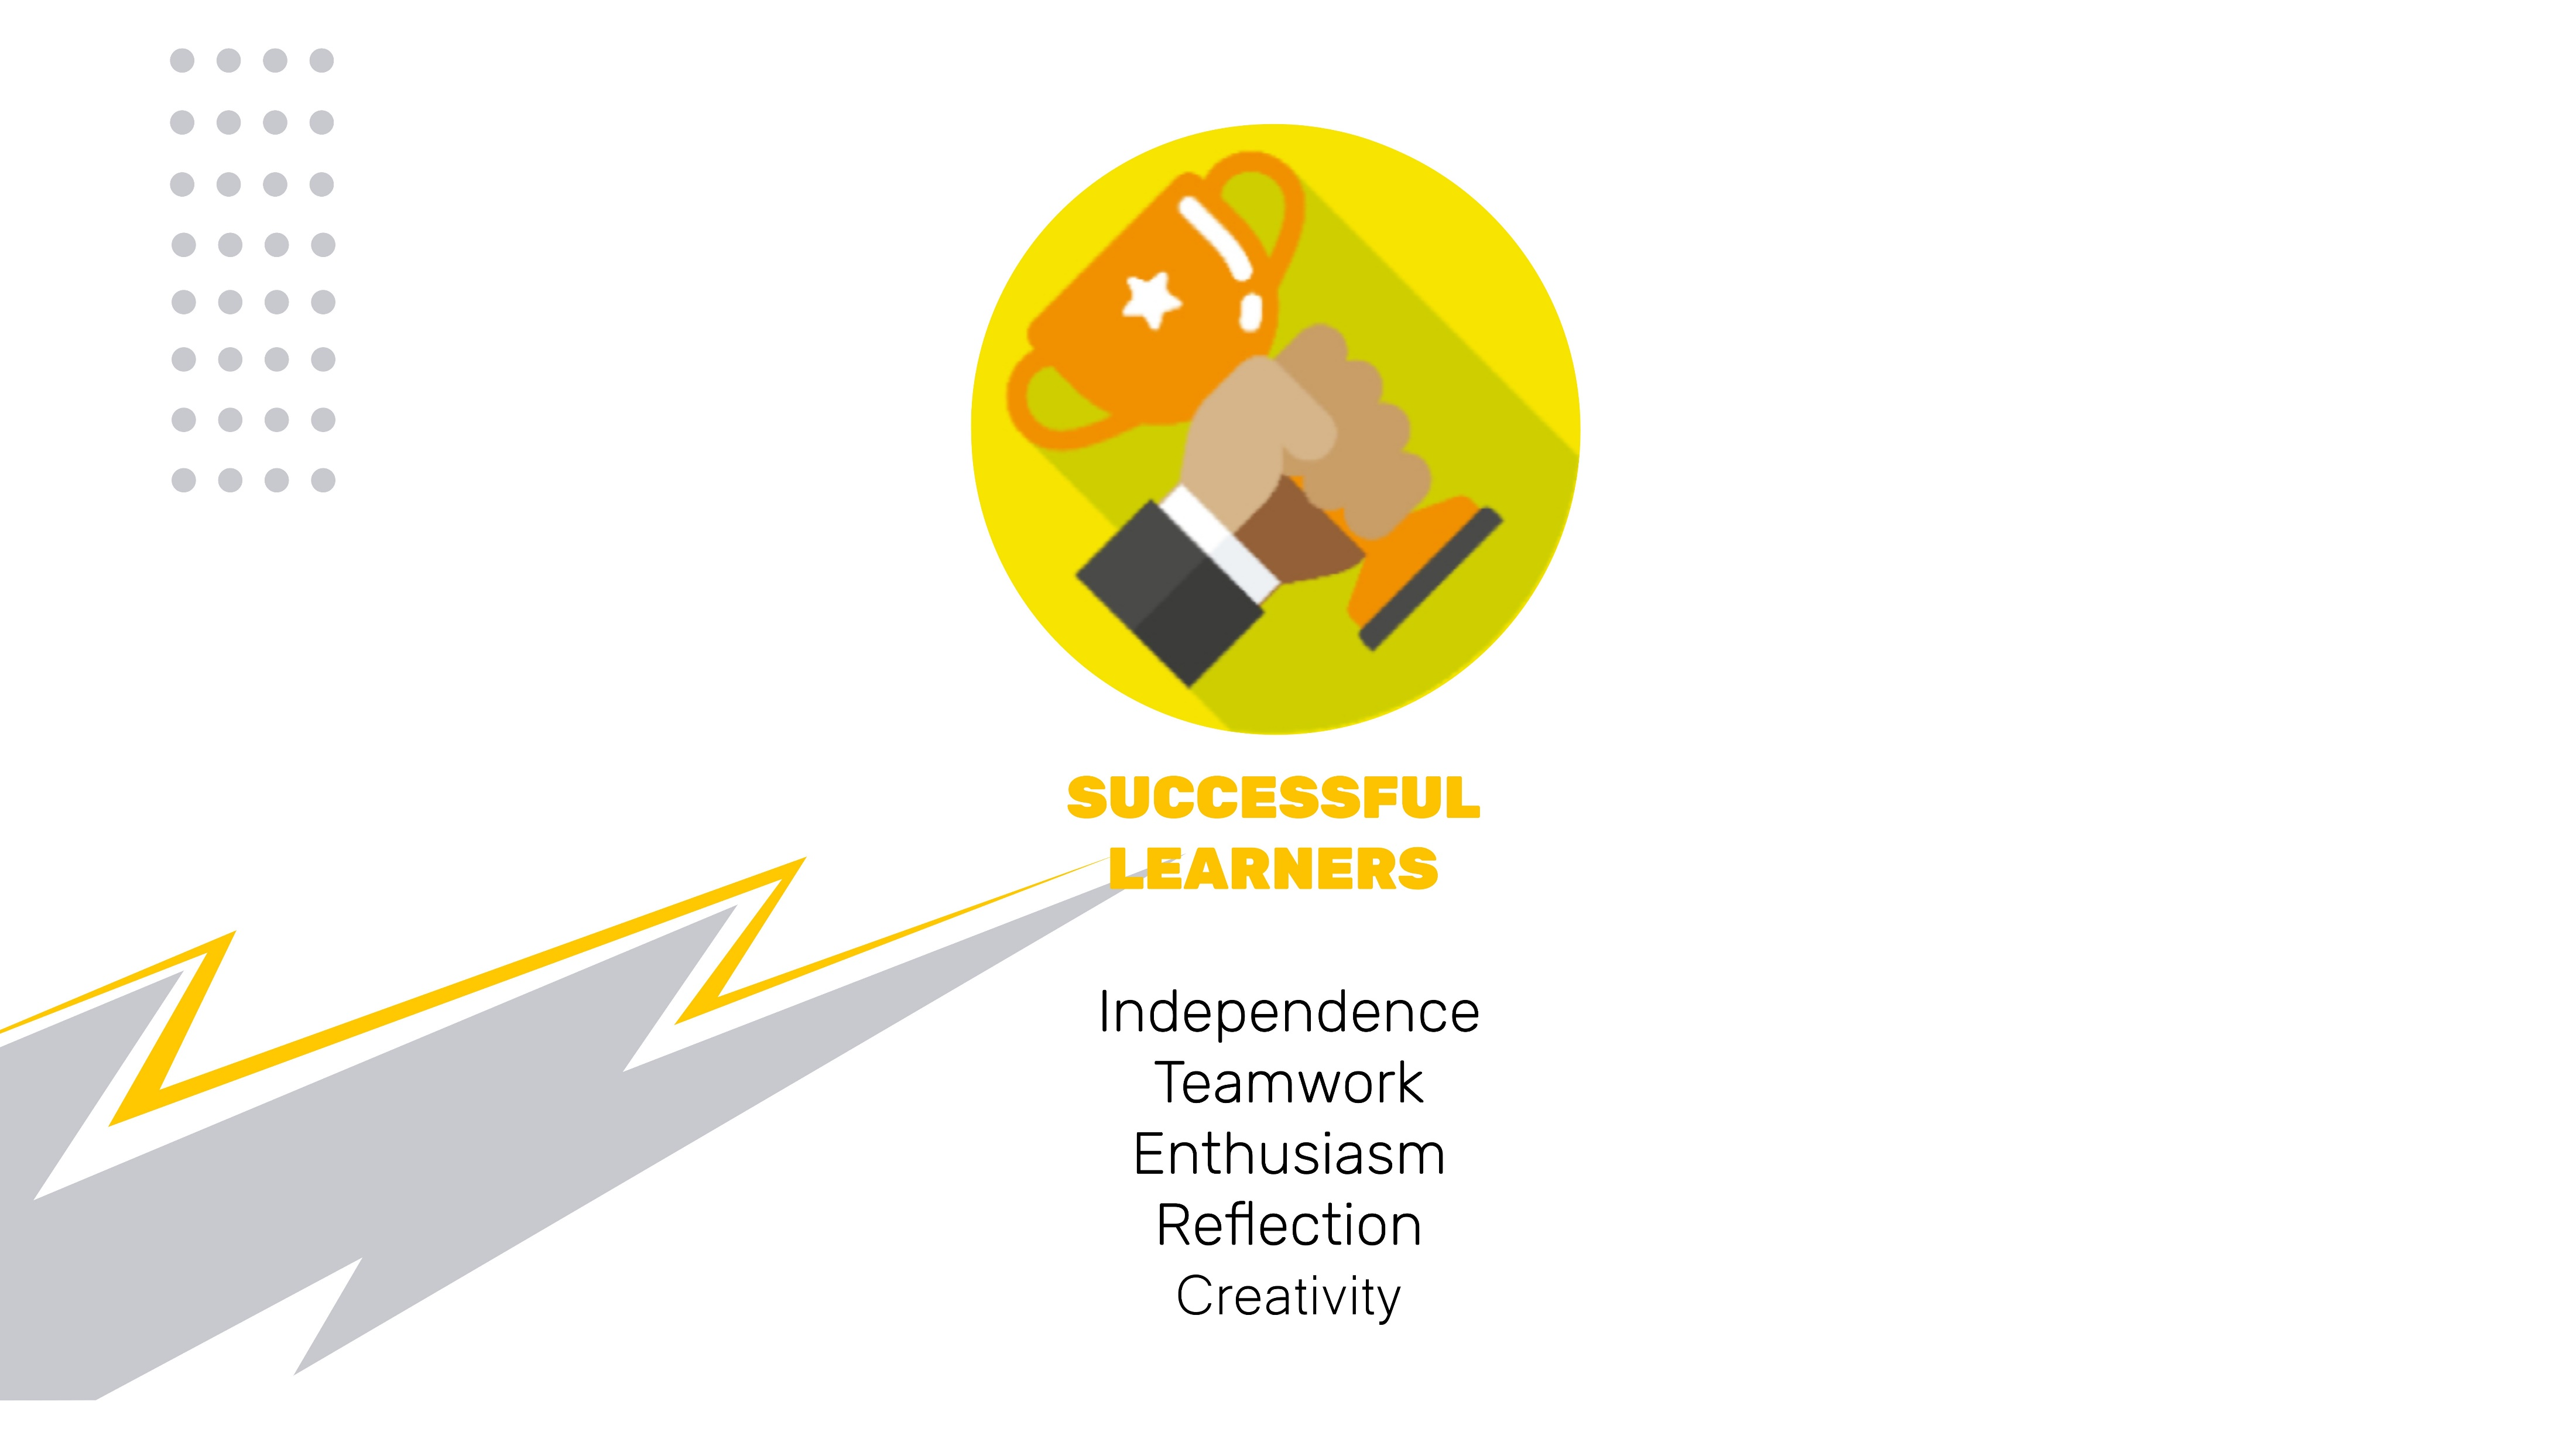 SUCCESSFUL
LEARNERS
Independence
Teamwork
Enthusiasm
Reflection
Creativity